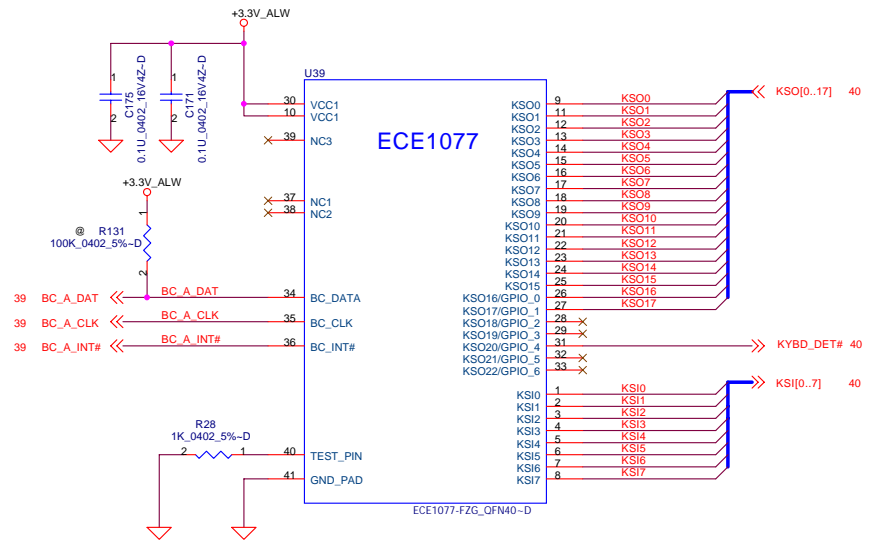 +3.3V_ALW
U39
1
C175
0.1U_0402_16V4Z~D
2
1
C171
0.1U_0402_16V4Z~D
2
30 VCC1
10 VCC1
39 NC3
ECE1077
37 NC1
38 NC2
+3.3V_ALW
1
@ R131
100K_0402_5%~D
2
39 BC_A_DAT BC_A_DAT 34 BC_DATA
39 BC_A_CLK BC_A_CLK 35 BC_CLK
39 BC_A_INT# BC_A_INT# 36 BC_INT#
R28
1K_0402_5%~D
2 1 40 TEST_PIN
41 GND_PAD
KSO0 9 KSO0 KSO[0..17] 40
KSO1 11 KSO1
KSO2 12 KSO2
KSO3 13 KSO3
KSO4 14 KSO4
KSO5 15 KSO5
KSO6 16 KSO6
KSO7 17 KSO7
KSO8 18 KSO8
KSO9 19 KSO9
KSO10 20 KSO10
KSO11 21 KSO11
KSO12 22 KSO12
KSO13 23 KSO13
KSO14 24 KSO14
KSO15 25 KSO15
KSO16/GPIO_0 26 KSO16
KSO17/GPIO_1 27 KSO17
KSO18/GPIO_2 28
KSO19/GPIO_3 29
KSO20/GPIO_4 31 KYBD_DET# 40
KSO21/GPIO_5 32
KSO22/GPIO_6 33
KSI[0..7] 40
KSI0 1 KSI0
KSI1 2 KSI1
KSI2 3 KSI2
KSI3 4 KSI3
KSI4 5 KSI4
KSI5 6 KSI5
KSI6 7 KSI6
KSI7 8 KSI7
ECE1077-FZG_QFN40~D